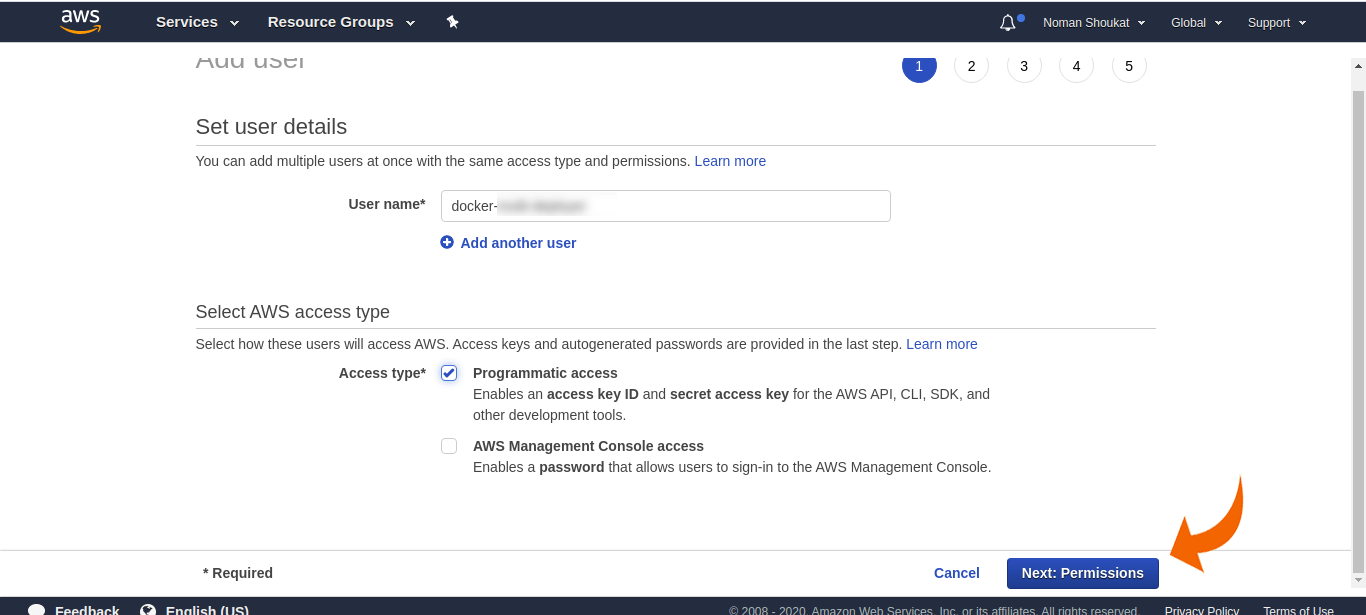 aws Services Resource Groups Noman Shoukat Global Support
Add user 1 2 3 4 5
Set user details
You can add multiple users at once with the same access type and permissions. Learn more
User name* docker-
Add another user
Select AWS access type
Select how these users will access AWS. Access keys and autogenerated passwords are provided in the last step. Learn more
Access type* Programmatic access
Enables an access key ID and secret access key for the AWS API, CLI, SDK, and
other development tools.
AWS Management Console access
Enables a password that allows users to sign-in to the AWS Management Console.
* Required Cancel Next: Permissions
Feedback English (US) © 2008 - 2020, Amazon Web Services, Inc. or its affiliates. All rights reserved. Privacy Policy Terms of Use